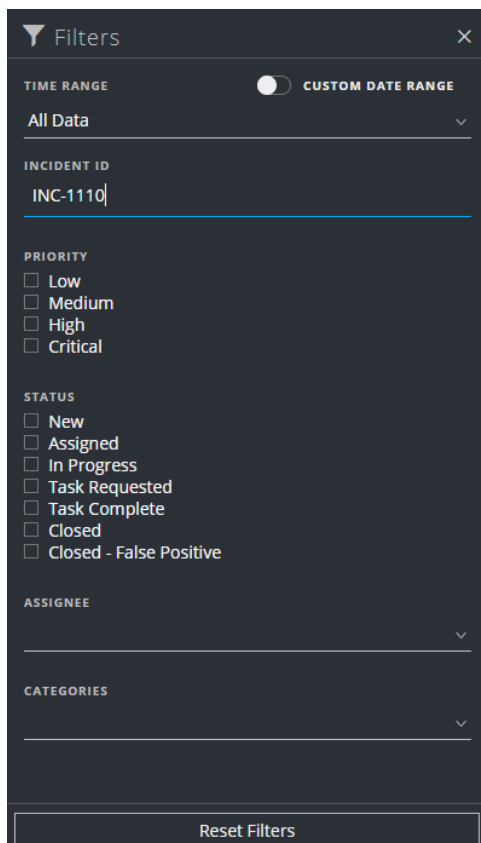 Filters
TIME RANGE CUSTOM DATE RANGE
All Data
INCIDENT ID
INC-1110
PRIORITY
Low
Medium
High
Critical
STATUS
New
Assigned
In Progress
Task Requested
Task Complete
Closed
Closed - False Positive
ASSIGNEE
CATEGORIES
Reset Filters